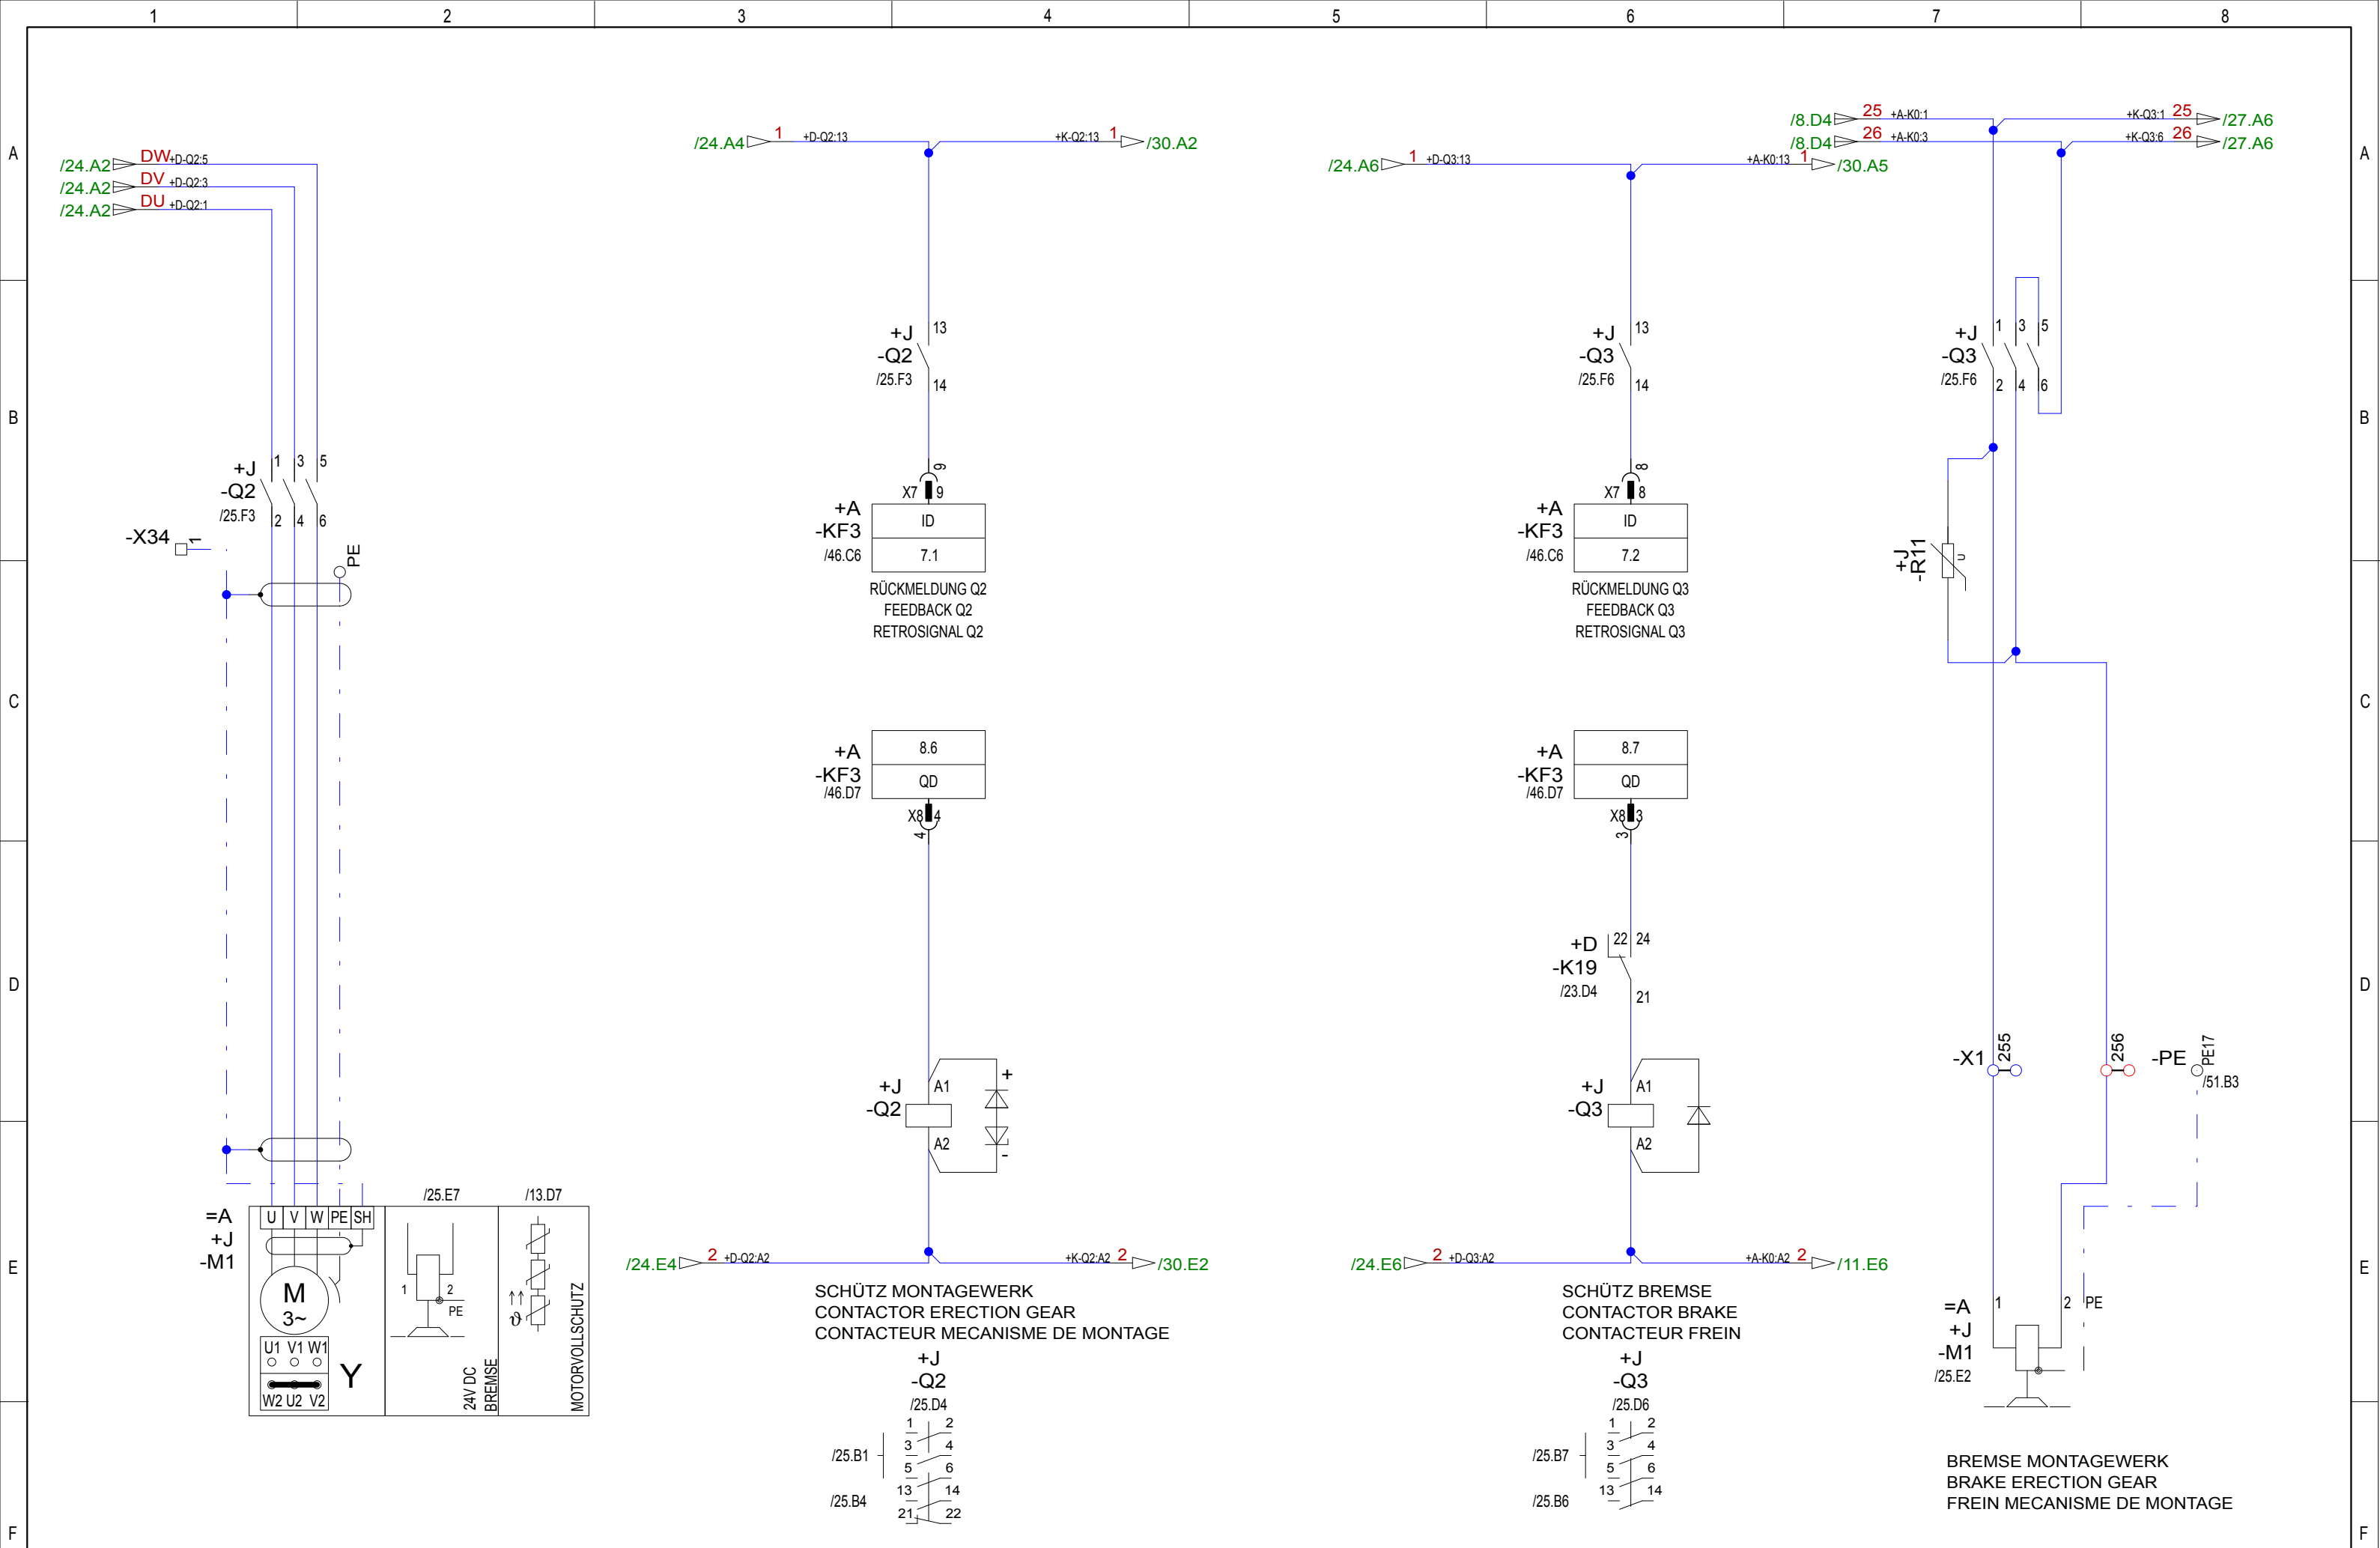 1 2 3 4 5 6 7 8
A A
B B
C C
D D
E E
F F
/24.A2 DW +D-Q2:5
/24.A2 DV +D-Q2:3
/24.A2 DU +D-Q2:1
+J
-Q2
/25.F3
1 3 5
2 4 6
-X34 1
PE
=A
+J
-M1
U V W PE SH
M
3~
U1 V1 W1
W2 U2 V2
Y
/25.E7
1 2
PE
24V DC
BREMSE
/13.D7
ϑ
MOTORVOLLSCHUTZ
/24.A4 1 +D-Q2:13
+K-Q2:13 1 /30.A2
+J
-Q2
/25.F3
13
14
9
X7 9
+A
-KF3
/46.C6
ID
7.1
RÜCKMELDUNG Q2
FEEDBACK Q2
RETROSIGNAL Q2
+A
-KF3
/46.D7
8.6
QD
X8 4
4
+J
-Q2
A1
A2
+
-
/24.E4 2 +D-Q2:A2
+K-Q2:A2 2 /30.E2
SCHÜTZ MONTAGEWERK
CONTACTOR ERECTION GEAR
CONTACTEUR MECANISME DE MONTAGE
+J
-Q2
/25.D4
1 2
3 4
/25.B1
5 6
13 14
/25.B4
21 22
/24.A6 1 +D-Q3:13
+A-K0:13 1 /30.A5
+J
-Q3
/25.F6
13
14
8
X7 8
+A
-KF3
/46.C6
ID
7.2
RÜCKMELDUNG Q3
FEEDBACK Q3
RETROSIGNAL Q3
+A
-KF3
/46.D7
8.7
QD
X8 3
3
+D
-K19
/23.D4
22 24
21
+J
-Q3
A1
A2
/24.E6 2 +D-Q3:A2
+A-K0:A2 2 /11.E6
SCHÜTZ BREMSE
CONTACTOR BRAKE
CONTACTEUR FREIN
+J
-Q3
/25.D6
1 2
3 4
/25.B7
5 6
13 14
/25.B6
/8.D4 25 +A-K0:1
+K-Q3:1 25 /27.A6
/8.D4 26 +A-K0:3
+K-Q3:6 26 /27.A6
+J
-Q3
/25.F6
1 3 5
2 4 6
+J
-R11
U
-X1 255
256
-PE PE17
/51.B3
=A
+J
-M1
/25.E2
1 2 PE
BREMSE MONTAGEWERK
BRAKE ERECTION GEAR
FREIN MECANISME DE MONTAGE